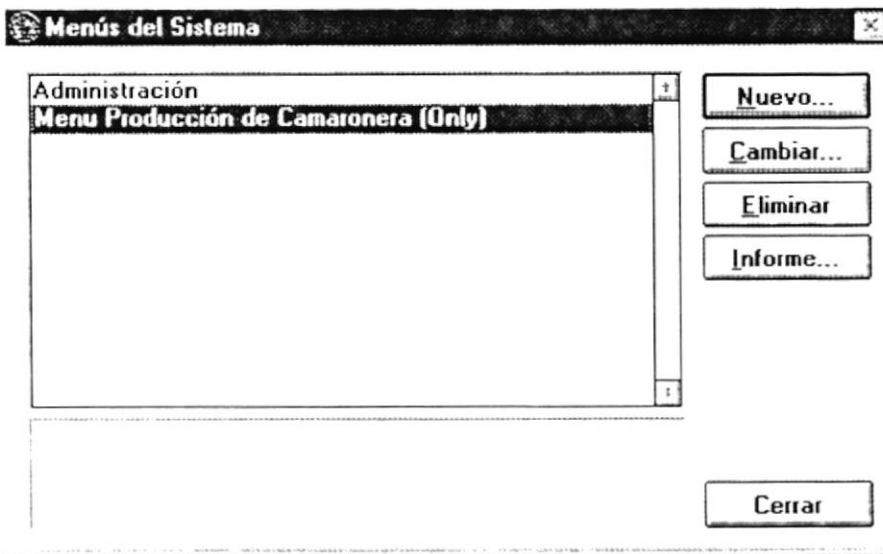 Menús del Sistema
Administración
Menu Producción de Camaronera (Only)
Nuevo...
Cambiar...
Eliminar
Informe...
Cerrar